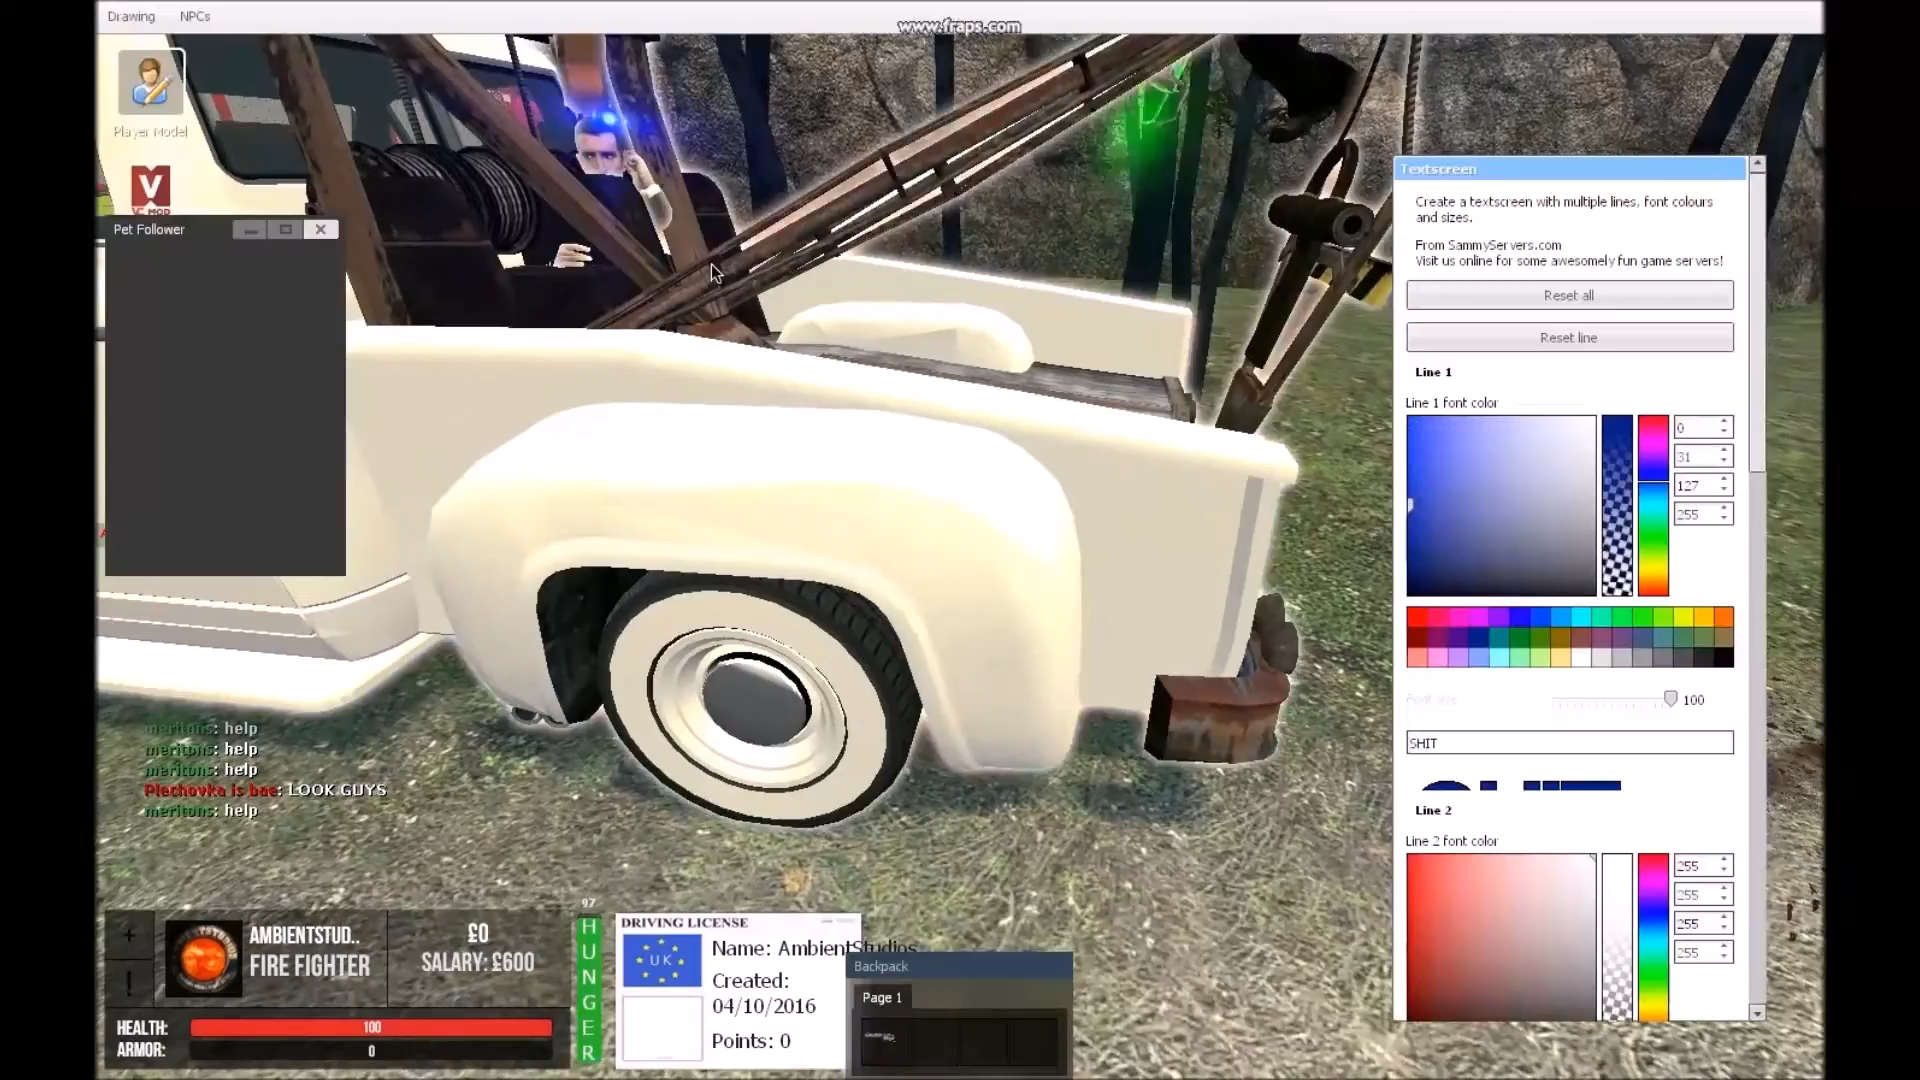 Drawing NPCs
www.fraps.com
Player Model
V
VC MOD
Pet Follower
Textscreen
Create a textscreen with multiple lines, font colours
and sizes.
From SammyServers.com
Visit us online for some awesomely fun game servers!
Reset all
Reset line
Line 1
Line 1 font color
0
31
127
255
Font size 100
SHIT
Line 2
Line 2 font color
255
255
255
255
meritons: help
meritons: help
meritons: help
Plechovka is bae: LOOK GUYS
meritons: help
+
!
AMBIENTSTUD..
FIRE FIGHTER
£0
SALARY: £600
HEALTH: 100
ARMOR: 0
97
HUNGER
DRIVING LICENSE
UK
Name: AmbientStudios
Created:
04/10/2016
Points: 0
Backpack
Page 1